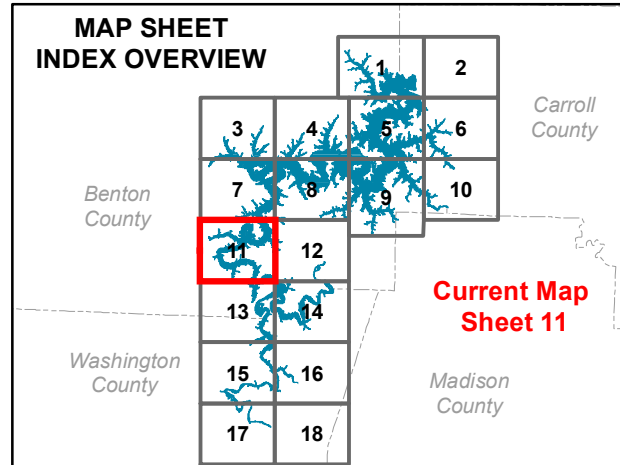 MAP SHEET
INDEX OVERVIEW
1
2
Carroll
County
3
4
5
6
Benton
County
7
8
9
10
11
12
Current Map
Sheet 11
13
14
Washington
County
15
16
Madison
County
17
18